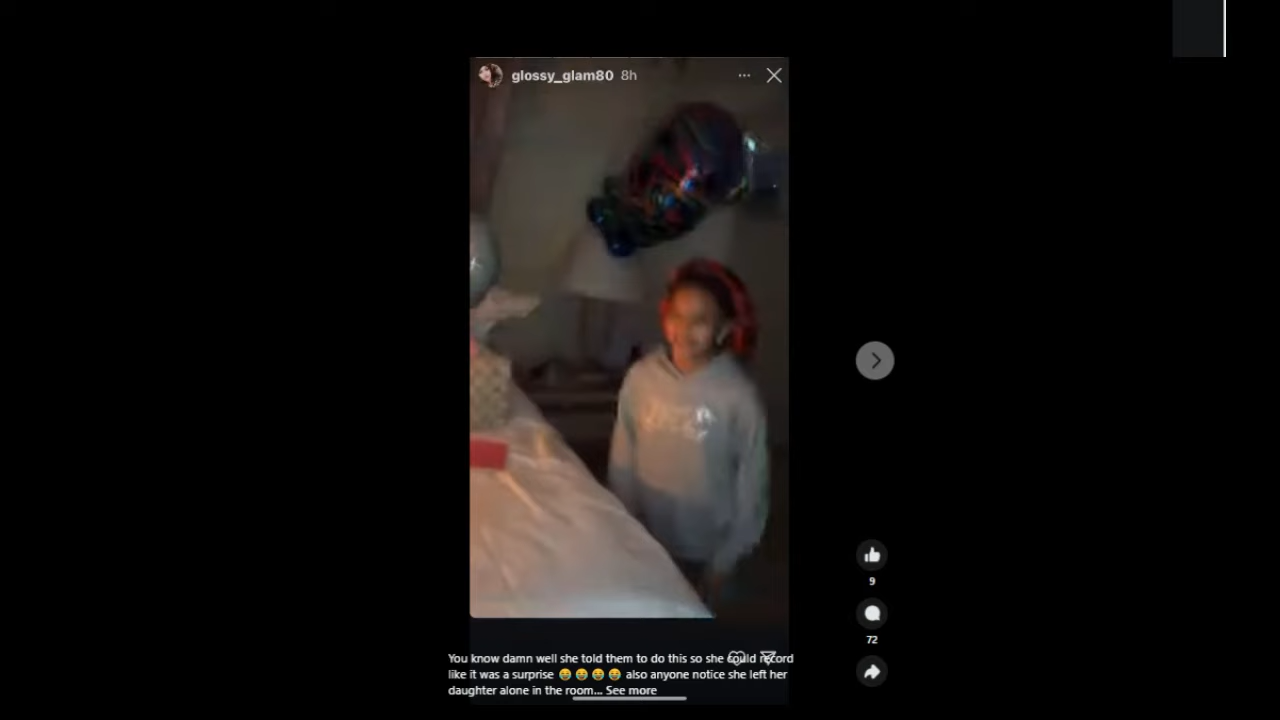 glossy_glam80 8h
9
72
You know damn well she told them to do this so she could record
like it was a surprise 😭 😭 😭 😭 also anyone notice she left her
daughter alone in the room... See more